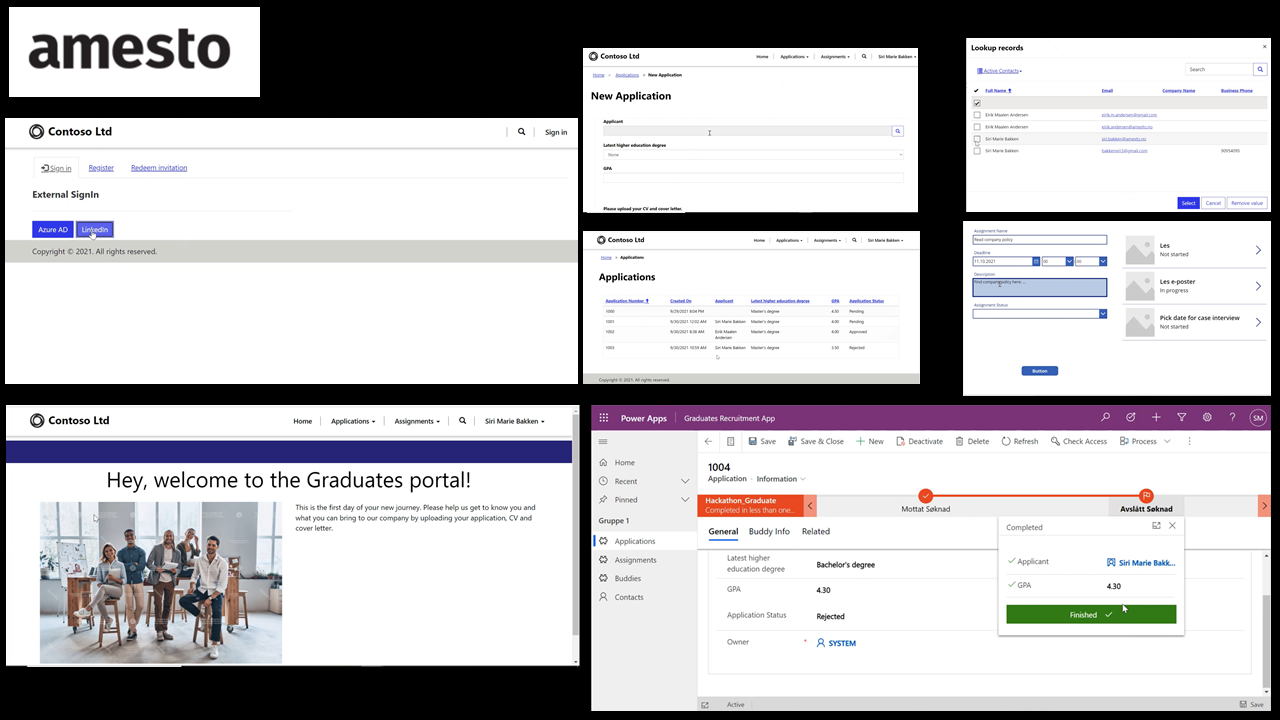 amesto
Contoso Ltd
Sign in
Sign in
Register
Redeem invitation
External SignIn
Azure AD
LinkedIn
Copyright © 2021. All rights reserved.
Contoso Ltd
Home
Applications
Assignments
Siri Marie Bakken
Home
Applications
New Application
New Application
Applicant
Latest higher education degree
None
GPA
Please upload your CV and cover letter.
Contoso Ltd
Home
Applications
Assignments
Siri Marie Bakken
Home
Applications
Applications
Application Number Created On Applicant Latest higher education degree GPA Application Status
1000 9/29/2021 8:04 PM Master's degree 4.50 Pending
1001 9/30/2021 12:02 AM Siri Marie Bakken Master's degree 4.00 Pending
1002 9/30/2021 8:38 AM Eirik Maalen Andersen Master's degree 4.00 Approved
1003 9/30/2021 10:59 AM Siri Marie Bakken Master's degree 3.50 Rejected
Copyright © 2021. All rights reserved.
Lookup records
Active Contacts
Search
Full Name Email Company Name Business Phone
Eirik Maalen Andersen eirik.m.andersen@gmail.com
Eirik Maalen Andersen eirik.andersen@amesto.no
Siri Marie Bakken siri.bakken@amesto.no
Siri Marie Bakken
Select
Cancel
Remove value
Assignment Name
Read company policy
Deadline
11.10.2021
00
00
Description
Find company policy here: ...
Assignment Status
Button
Les
Not started
Les e-poster
In progress
Pick date for case interview
Not started
Contoso Ltd
Home
Applications
Assignments
Siri Marie Bakken
Hey, welcome to the Graduates portal!
This is the first day of your new journey. Please help us get to know you and
what you can bring to our company by uploading your application, CV and
cover letter.
Power Apps
Graduates Recruitment App
SM
Save
Save & Close
New
Deactivate
Delete
Refresh
Check Access
Process
Home
Recent
Pinned
Gruppe 1
Applications
Assignments
Buddies
Contacts
1004
Application · Information
Hackathon_Graduate
Completed in less than one...
Mottat Søknad
Avslått Søknad
General
Buddy Info
Related
Latest higher
education degree
Bachelor's degree
GPA
4.30
Application Status
Rejected
Owner
*
SYSTEM
Completed
Applicant
Siri Marie Bakk...
GPA
4.30
Finished
Active
Save